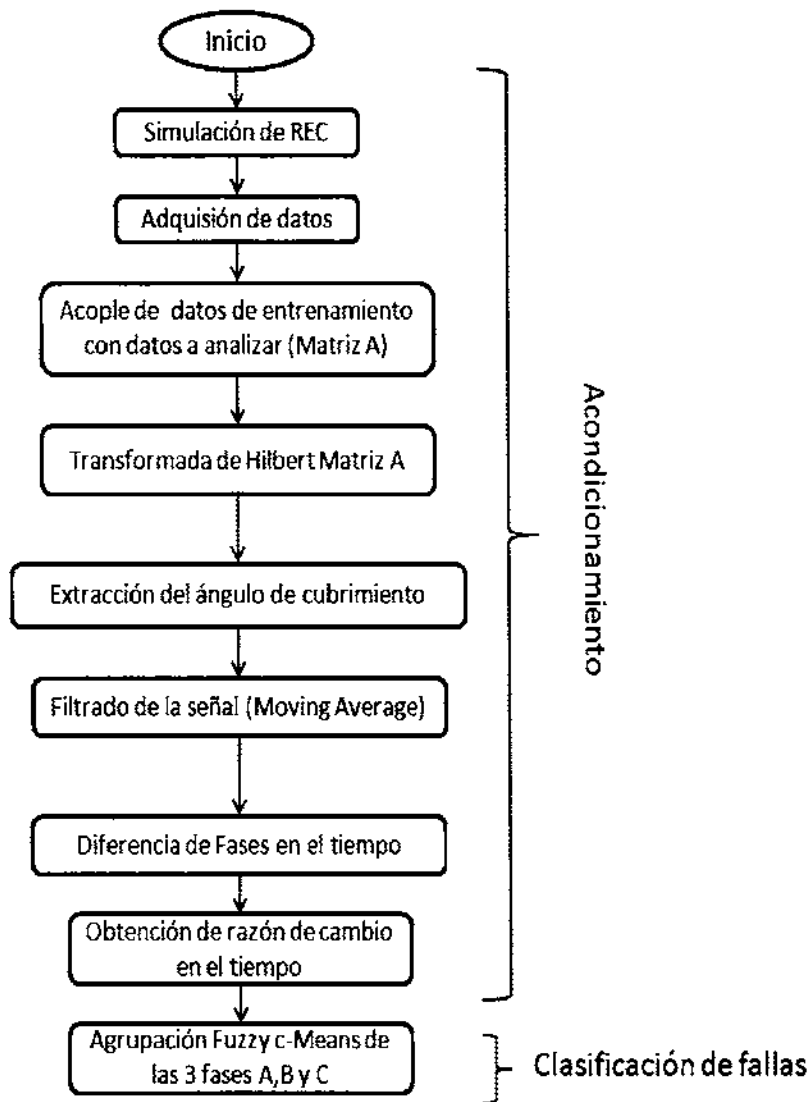 Inicio
Simulación de REC
Adquisión de datos
Acople de datos de entrenamiento
con datos a analizar (Matriz A)
Transformada de Hilbert Matriz A
Extracción del ángulo de cubrimiento
Filtrado de la señal (Moving Average)
Diferencia de Fases en el tiempo
Obtención de razón de cambio
en el tiempo
Agrupación Fuzzy c-Means de
las 3 fases A,B y C
Acondicionamiento
Clasificación de fallas